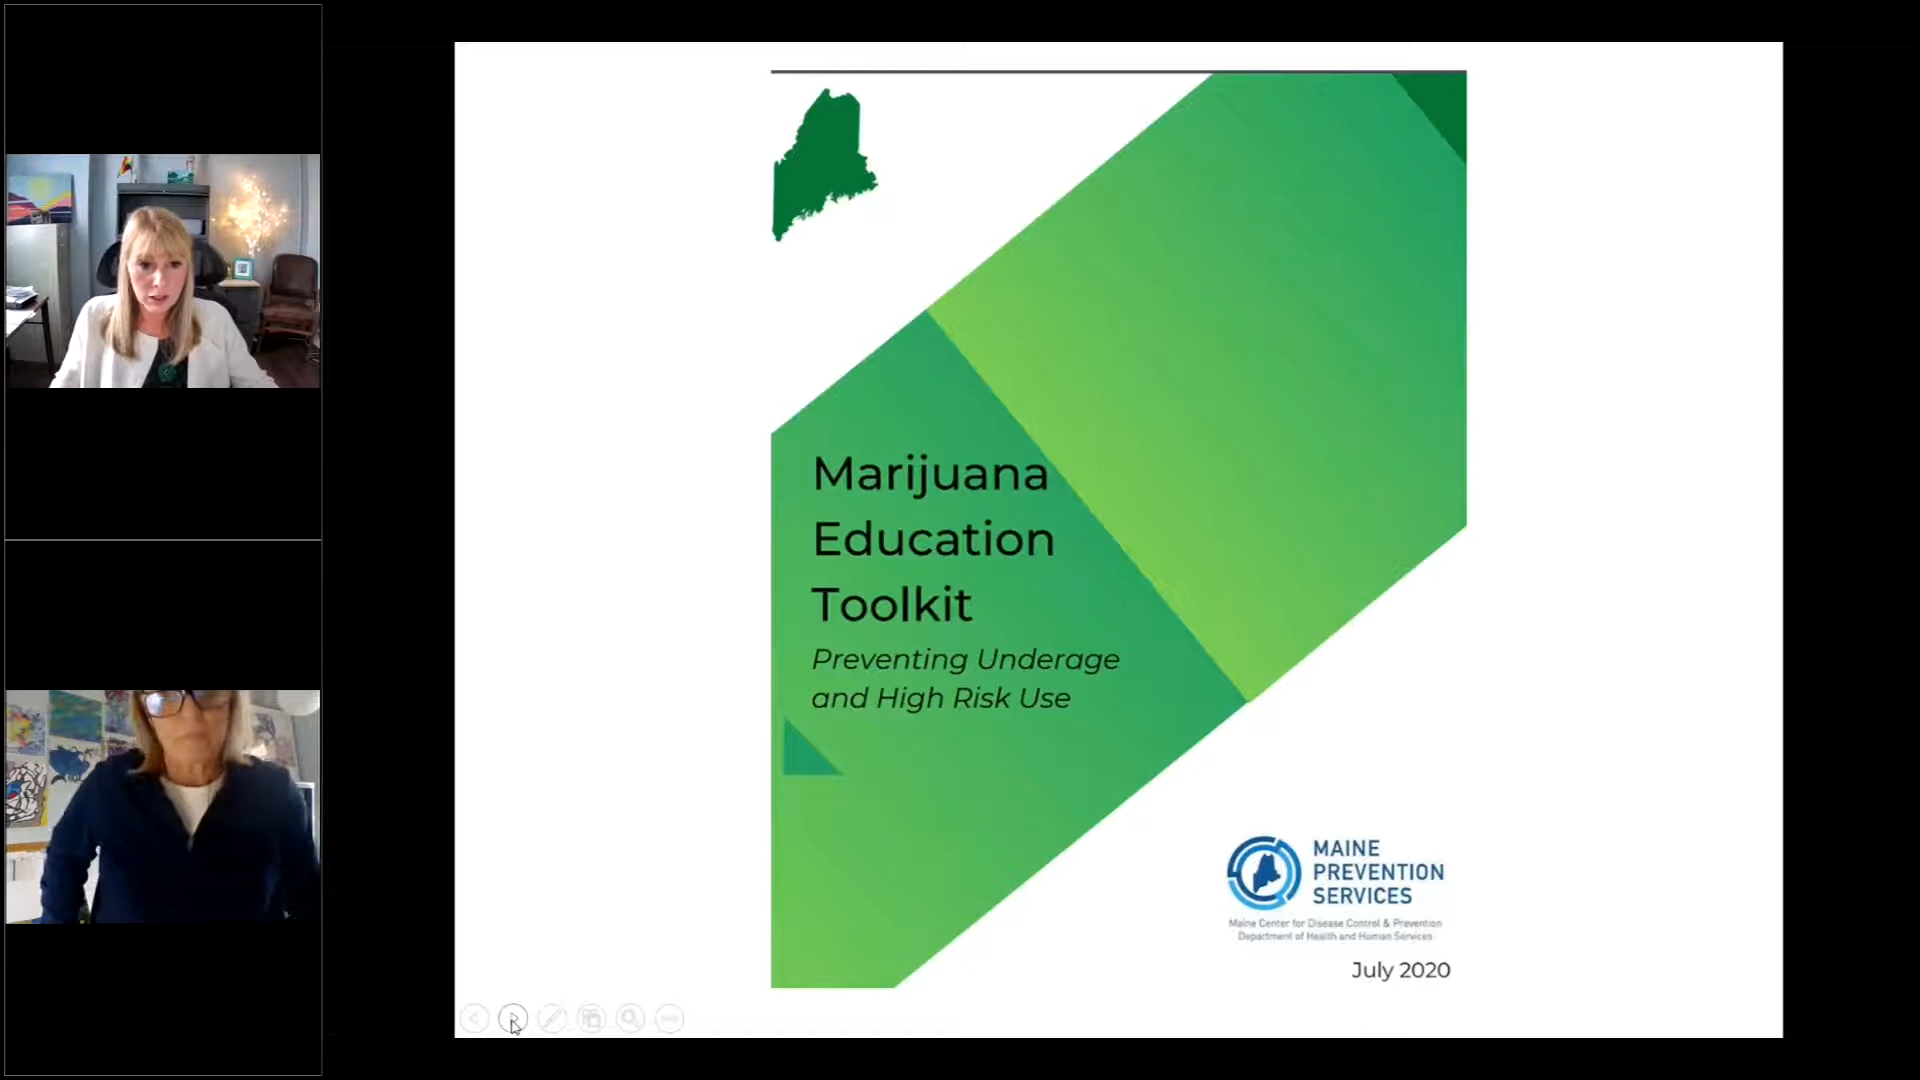 Marijuana
Education
Toolkit
Preventing Underage
and High Risk Use
MAINE
PREVENTION
SERVICES
Maine Center for Disease Control & Prevention
Department of Health and Human Services
July 2020